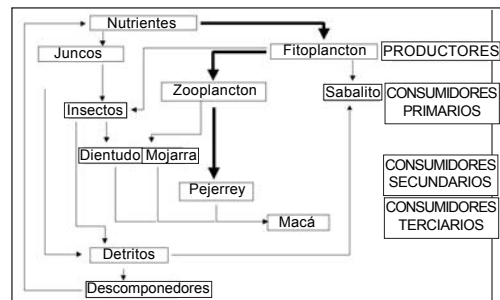 Nutrientes
Juncos
Fitoplancton
PRODUCTORES
Zooplancton
Sabalito
CONSUMIDORES
PRIMARIOS
Insectos
Dientudo Mojarra
CONSUMIDORES
SECUNDARIOS
Pejerrey
CONSUMIDORES
TERCIARIOS
Macá
Detritos
Descomponedores